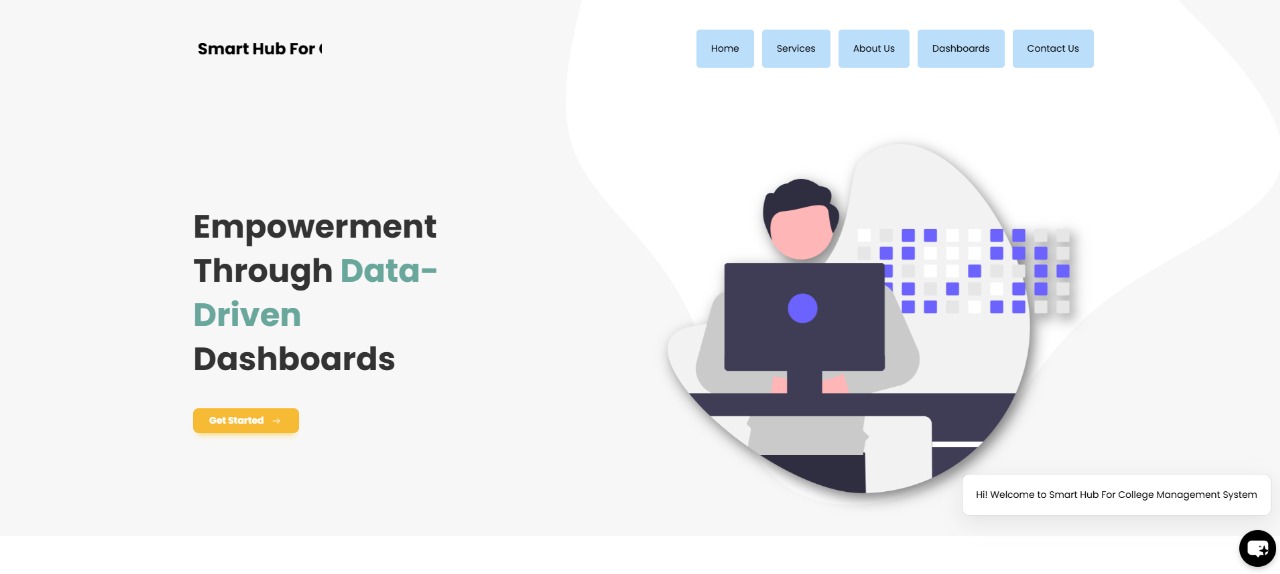 Smart Hub For
Home
Services
About Us
Dashboards
Contact Us
Empowerment
Through Data-
Driven
Dashboards
Get Started →
Hi! Welcome to Smart Hub For College Management System